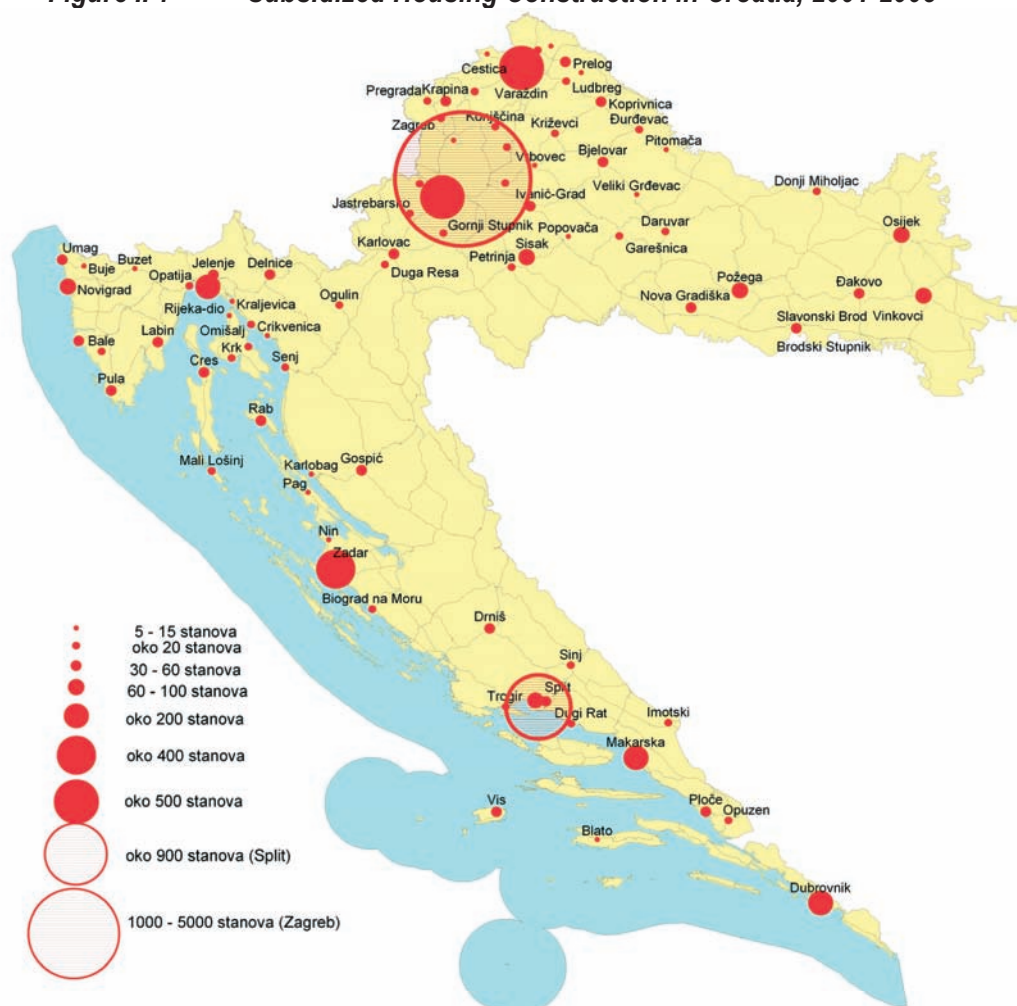 Figure
Subsidized Housing Construction in Croatia,
Cestica
Prelog
Varaždin
Ludbreg
Pregrada
Krapina
Koprivnica
Konjščina
Đurđevac
Zagreb
Križevci
Pitomača
Vrbovec
Bjelovar
Donji Miholjac
Veliki Grđevac
Ivanić-Grad
Jastrebarsko
Osijek
Gornji Stupnik
Popovača
Daruvar
Umag
Karlovac
Sisak
Garešnica
Buje
Buzet
Jelenje
Delnice
Petrinja
Opatija
Duga Resa
Požega
Đakovo
Novigrad
Nova Gradiška
Kraljevica
Ogulin
Rijeka-dio
Slavonski Brod
Vinkovci
Labin
Omišalj
Crikvenica
Bale
Krk
Brodski Stupnik
Cres
Senj
Pula
Rab
Mali Lošinj
Karlobag
Gospić
Pag
Nin
Zadar
Biograd na Moru
Drniš
Sinj
Trogir
Split
Dugi Rat
Imotski
Makarska
Vis
Ploče
Opuzen
Blato
Dubrovnik
5 - 15 stanova
oko 20 stanova
30 - 60 stanova
60 - 100 stanova
oko 200 stanova
oko 400 stanova
oko 500 stanova
oko 900 stanova (Split)
1000 - 5000 stanova (Zagreb)